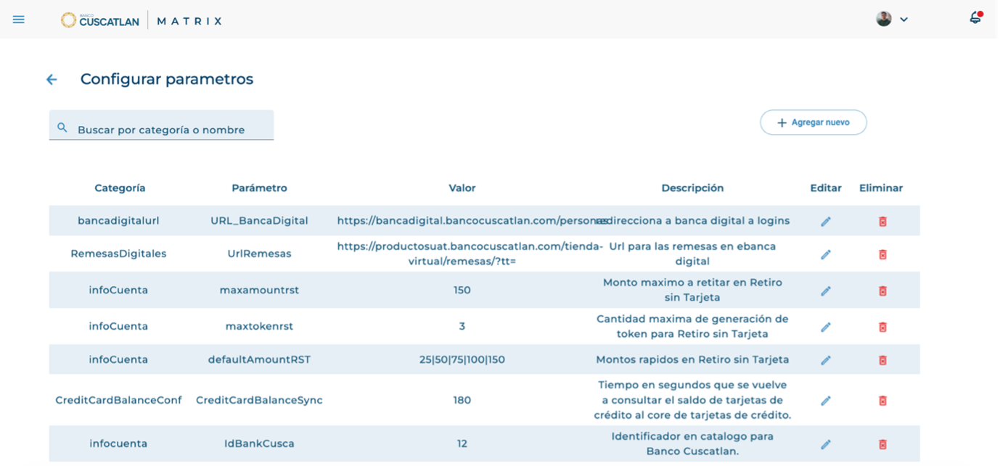 BANCO
CUSCATLAN
MATRIX
Configurar parametros
Buscar por categoría o nombre
Agregar nuevo
Categoría Parámetro Valor Descripción Editar Eliminar
bancadigitalurl URL_BancaDigital https://bancadigital.bancocuscatlan.com/personas redirecciona a banca digital a logins
RemesasDigitales UrlRemesas https://productosuat.bancocuscatlan.com/tienda-
virtual/remesas/?tt=
Url para las remesas en ebanca
digital
infoCuenta maxamountrst 150 Monto maximo a retitar en Retiro
sin Tarjeta
infoCuenta maxtokenrst 3 Cantidad maxima de generación de
token para Retiro sin Tarjeta
infoCuenta defaultAmountRST 25|50|75|100|150 Montos rapidos en Retiro sin Tarjeta
CreditCardBalanceConf CreditCardBalanceSync 180 Tiempo en segundos que se vuelve
a consultar el saldo de tarjetas de
crédito al core de tarjetas de crédito.
infocuenta IdBankCusca 12 Identificador en catalogo para
Banco Cuscatlan.